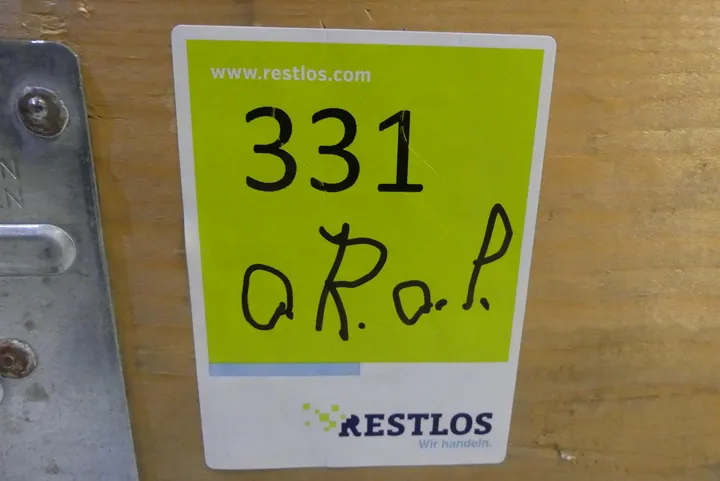 www.restlos.com
331
a R. a. P.
RESTLOS
Wir handeln.